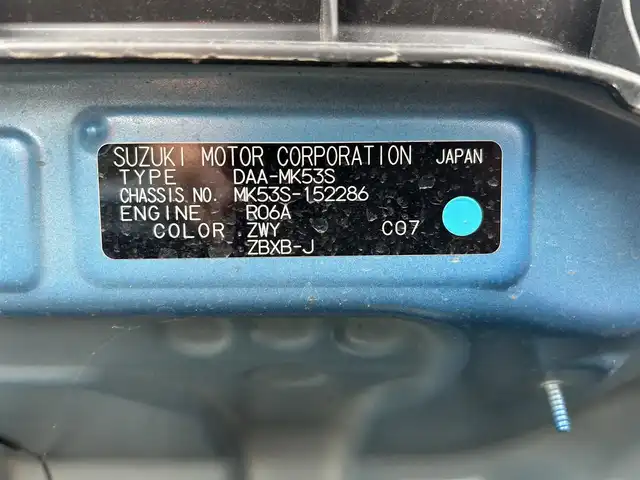 SUZUKI MOTOR CORPORATION JAPAN
TYPE DAA-MK53S
CHASSIS.NO. MK53S-152286
ENGINE R06A
COLOR ZWY C07
ZBXB-J